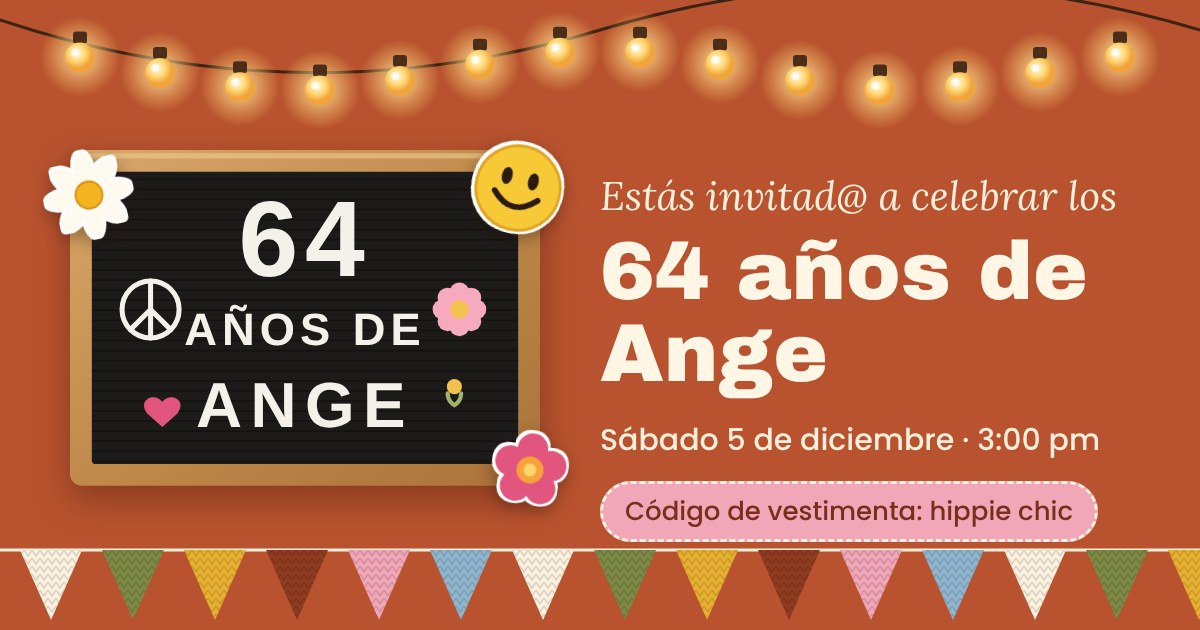 64
AÑOS DE
ANGE
Estás invitad@ a celebrar los
64 años de
Ange
Sábado 5 de diciembre · 3:00 pm
Código de vestimenta: hippie chic